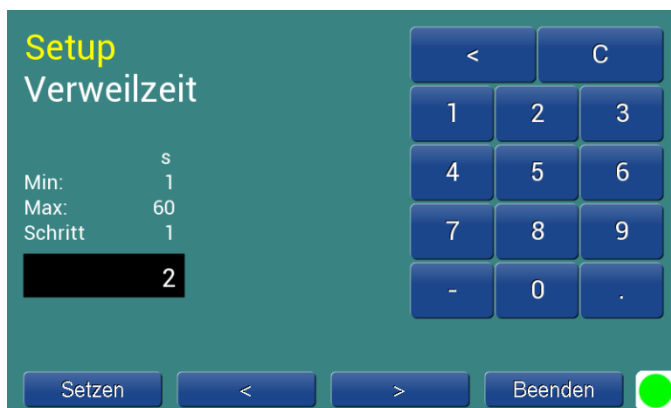 Setup
Verweilzeit
s
Min: 1
Max: 60
Schritt 1
2
< C
1 2 3
4 5 6
7 8 9
- 0 .
Setzen < > Beenden